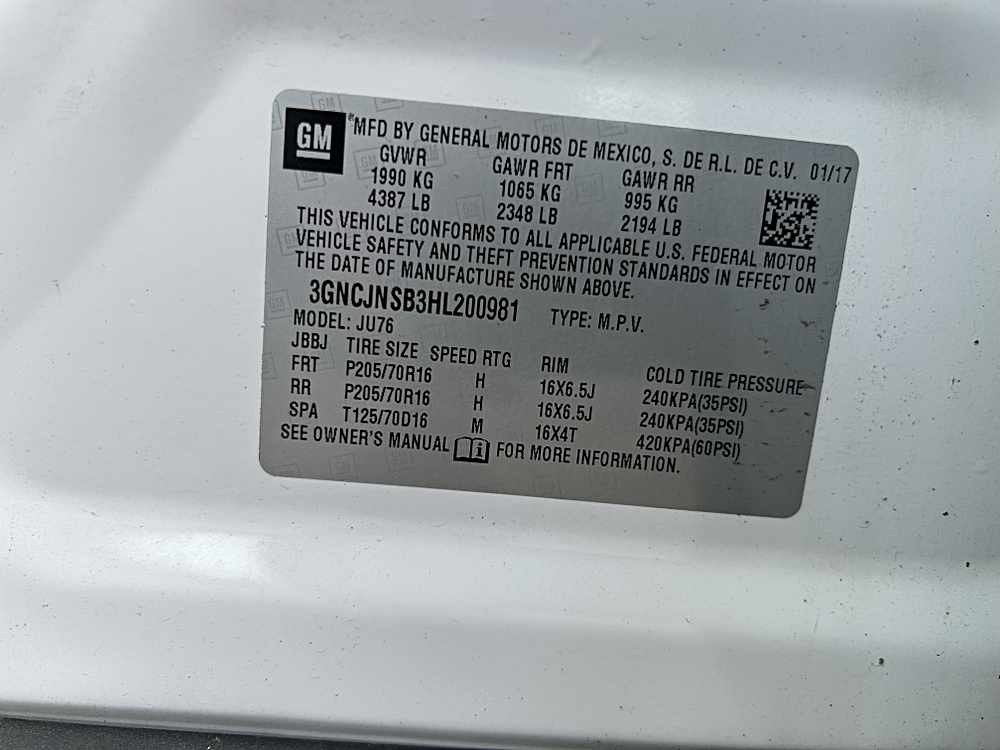 GM ® MFD BY GENERAL MOTORS DE MEXICO, S. DE R.L. DE C.V. 01/17
GVWR GAWR FRT GAWR RR
1990 KG 1065 KG 995 KG
4387 LB 2348 LB 2194 LB
THIS VEHICLE CONFORMS TO ALL APPLICABLE U.S. FEDERAL MOTOR
VEHICLE SAFETY AND THEFT PREVENTION STANDARDS IN EFFECT ON
THE DATE OF MANUFACTURE SHOWN ABOVE.
3GNCJNSB3HL200981 TYPE: M.P.V.
MODEL: JU76
JBBJ TIRE SIZE SPEED RTG RIM COLD TIRE PRESSURE
FRT P205/70R16 H 16X6.5J 240KPA(35PSI)
RR P205/70R16 H 16X6.5J 240KPA(35PSI)
SPA T125/70D16 M 16X4T 420KPA(60PSI)
SEE OWNER'S MANUAL FOR MORE INFORMATION.